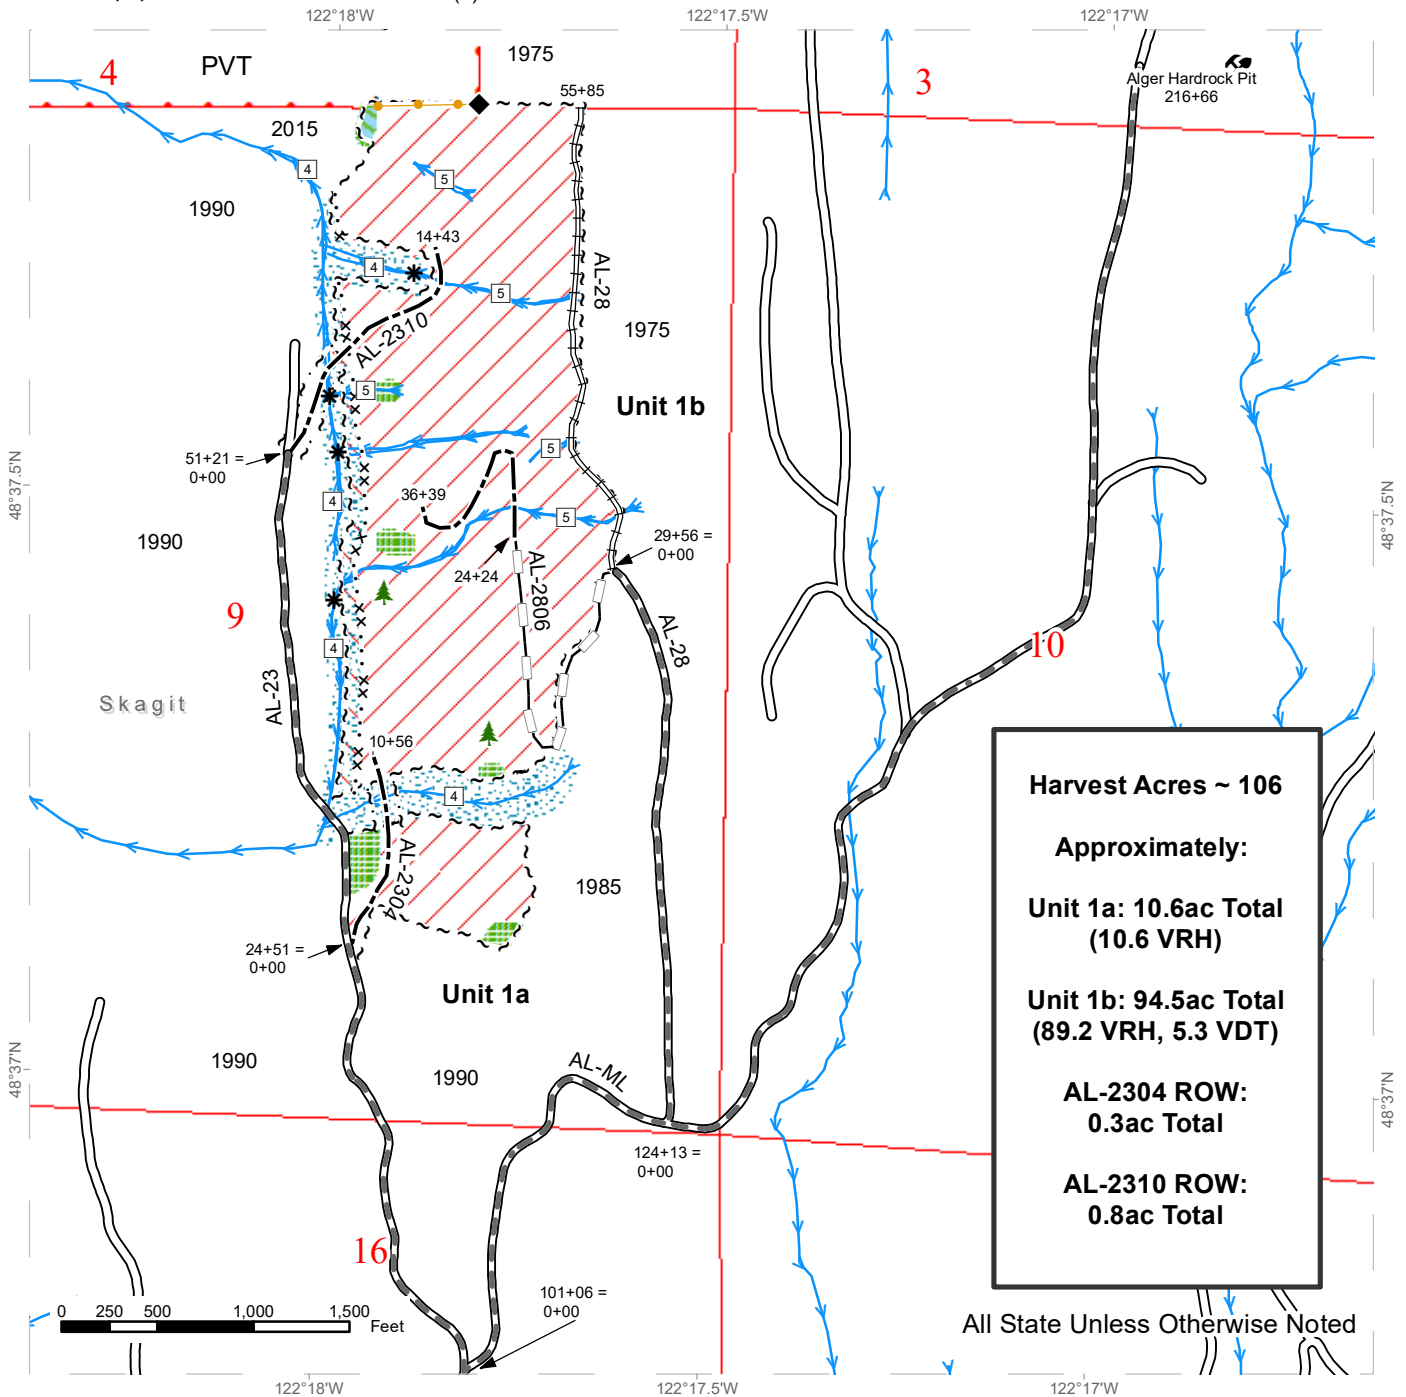 122°18'W
122°17.5'W
122°17'W
4
PVT
1975
3
Alger Hardrock Pit
216+66
55+85
2015
4
5
1990
14+43
4
5
AL-28
1975
AL-2310
5
Unit 1b
5
51+21 =
0+00
48°37.5'N
48°37.5'N
4
36+39
5
1990
29+56 =
0+00
24+24
AL-2806
9
AL-28
10
4
Skagit
AL-23
10+56
4
AL-2304
1985
24+51 =
0+00
Unit 1a
1990
1990
AL-ML
48°37'N
48°37'N
124+13 =
0+00
16
101+06 =
0+00
Harvest Acres ~ 106
Approximately:
Unit 1a: 10.6ac Total
(10.6 VRH)
Unit 1b: 94.5ac Total
(89.2 VRH, 5.3 VDT)
AL-2304 ROW:
0.3ac Total
AL-2310 ROW:
0.8ac Total
0 250 500 1,000 1,500
Feet
All State Unless Otherwise Noted
122°18'W
122°17.5'W
122°17'W